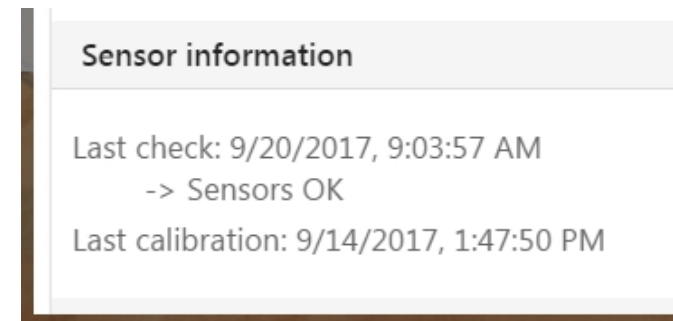 Sensor information
Last check: 9/20/2017, 9:03:57 AM
-> Sensors OK
Last calibration: 9/14/2017, 1:47:50 PM